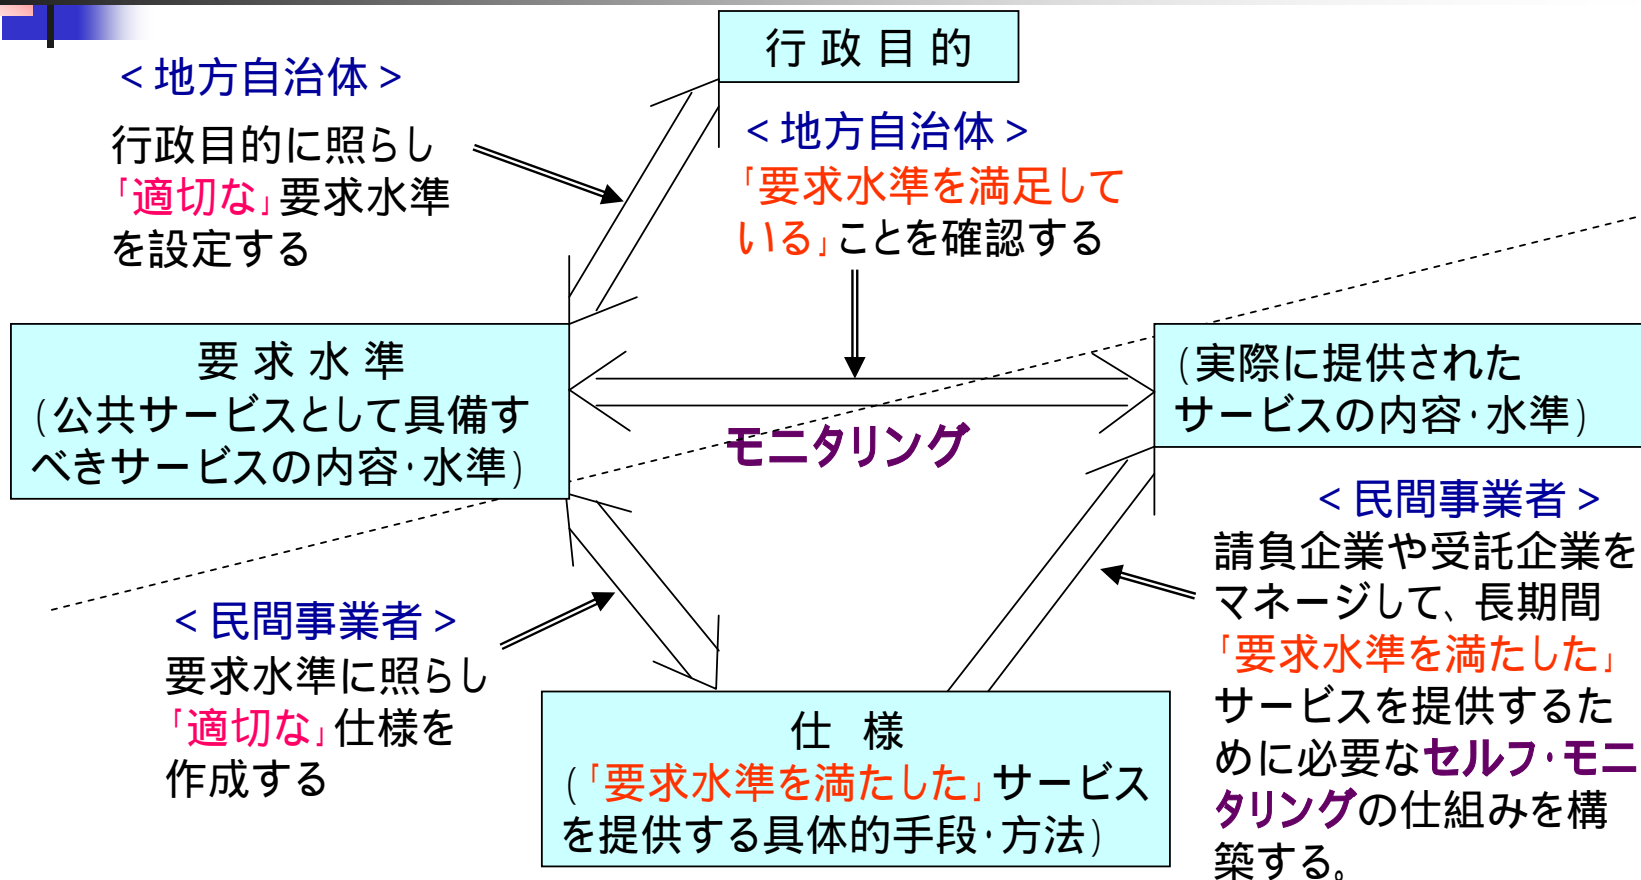 行政目的
＜地方自治体＞
行政目的に照らし
「適切な」要求水準
を設定する
＜地方自治体＞
「要求水準を満足して
いる」ことを確認する
要求水準
(公共サービスとして具備す
べきサービスの内容・水準)
(実際に提供された
サービスの内容・水準)
モニタリング
＜民間事業者＞
要求水準に照らし
「適切な」仕様を
作成する
仕様
(「要求水準を満たした」サービス
を提供する具体的手段・方法)
＜民間事業者＞
請負企業や受託企業を
マネージして、長期間
「要求水準を満たした」
サービスを提供するた
めに必要なセルフ・モニ
タリングの仕組みを構
築する。